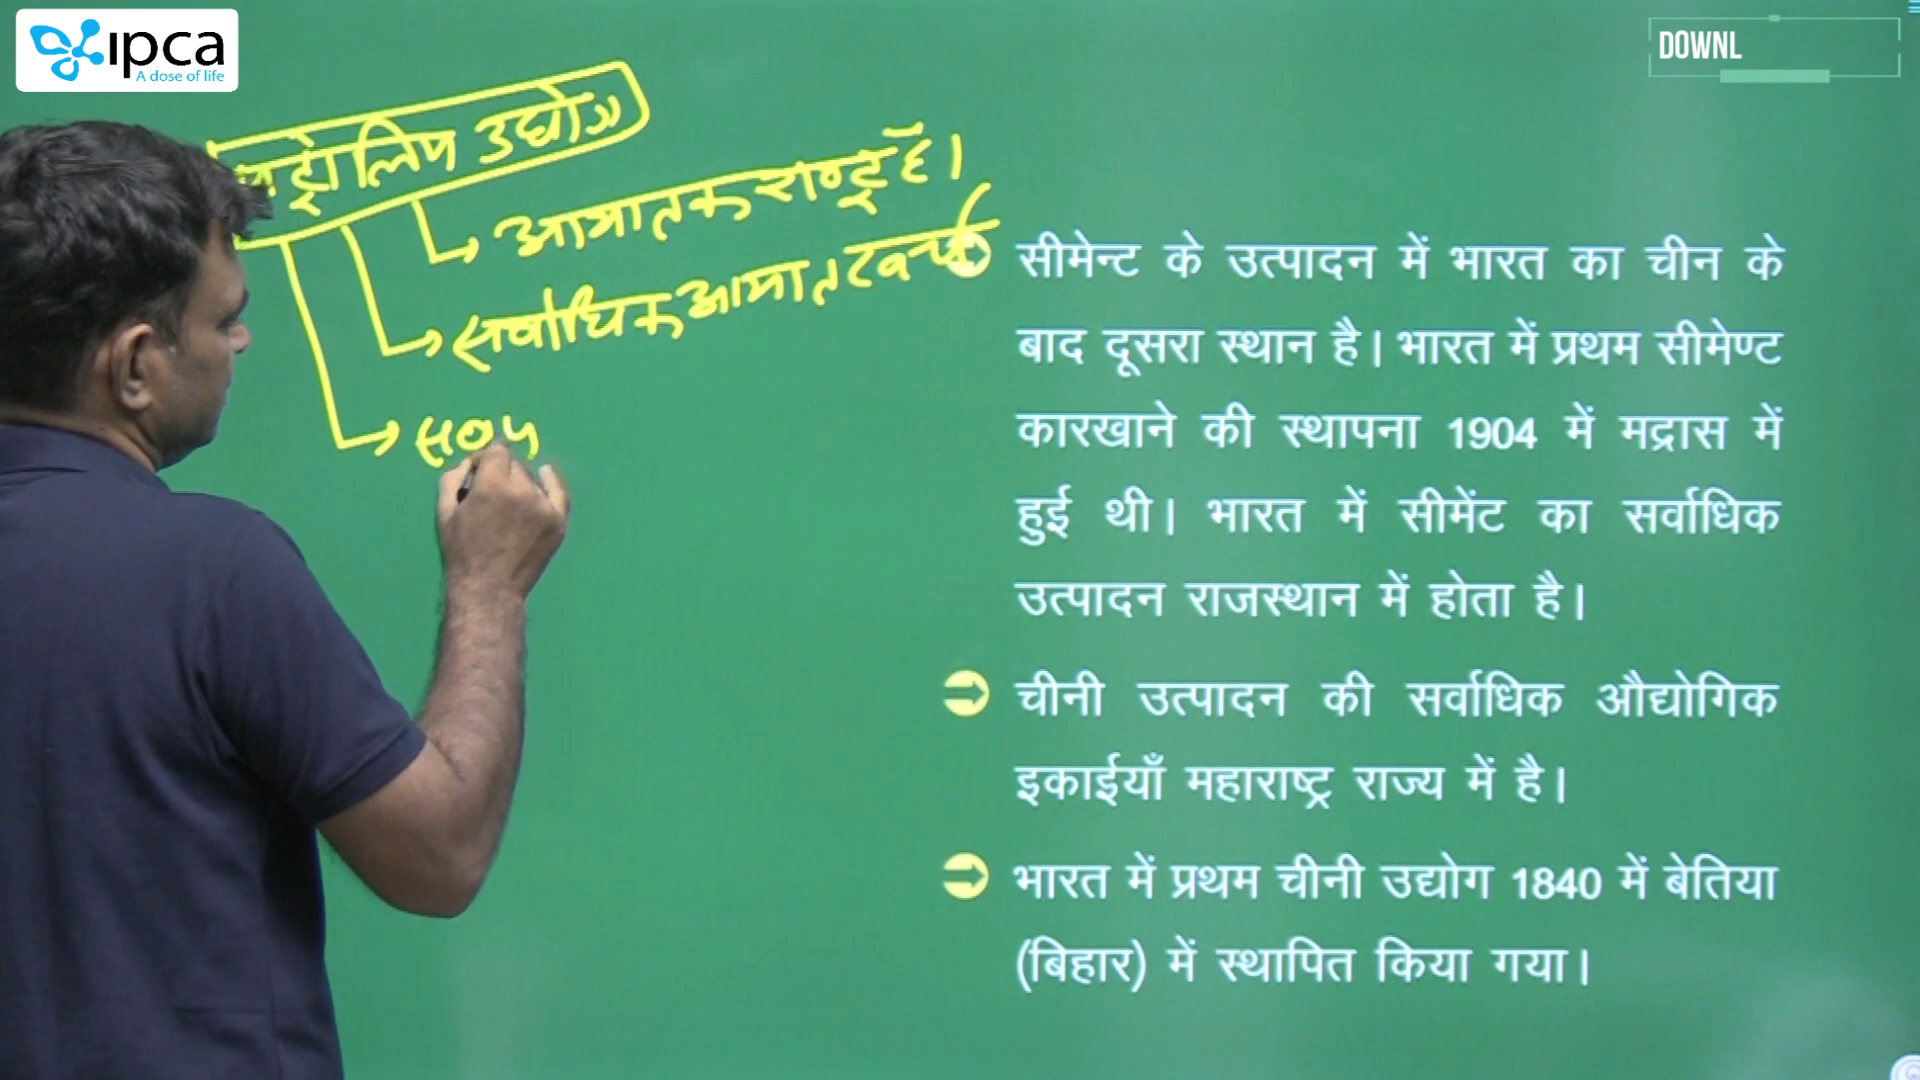 ipca
A dose of life
DOWNL
उद्योग
आयातक राष्ट्र है।
सर्वाधिक आयात
सीमेन्ट के उत्पादन में भारत का चीन के
बाद दूसरा स्थान है। भारत में प्रथम सीमेण्ट
कारखाने की स्थापना 1904 में मद्रास में
हुई थी। भारत में सीमेंट का सर्वाधिक
उत्पादन राजस्थान में होता है।
चीनी उत्पादन की सर्वाधिक औद्योगिक
इकाईयाँ महाराष्ट्र राज्य में है।
भारत में प्रथम चीनी उद्योग 1840 में बेतिया
(बिहार) में स्थापित किया गया।